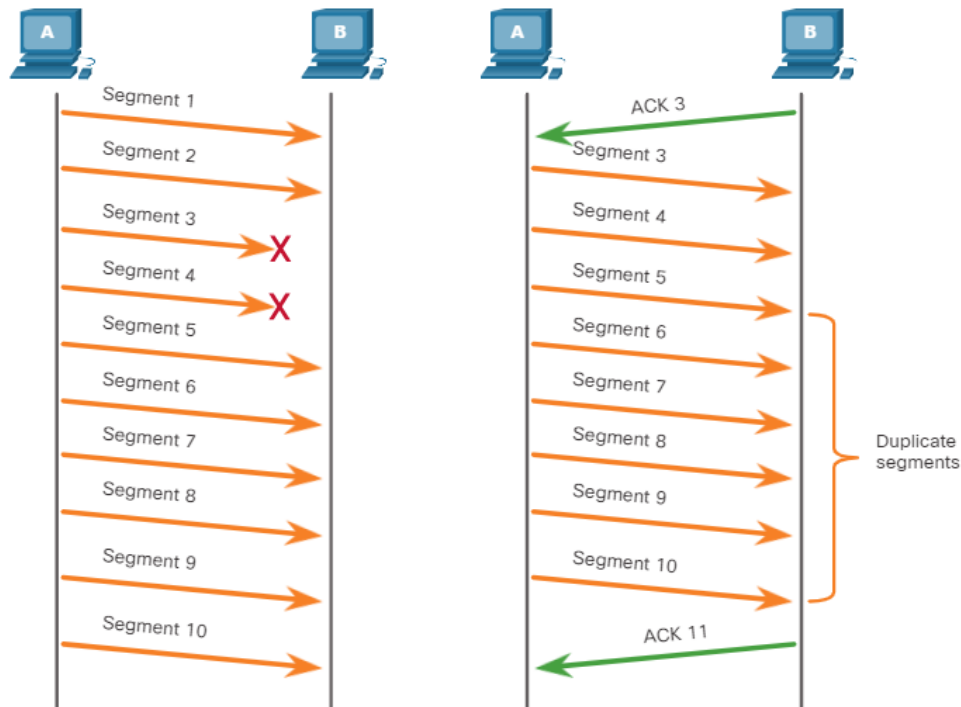 A
B
Segment 1
Segment 2
Segment 3
X
Segment 4
X
Segment 5
Segment 6
Segment 7
Segment 8
Segment 9
Segment 10
A
B
ACK 3
Segment 3
Segment 4
Segment 5
Segment 6
Segment 7
Segment 8
Segment 9
Segment 10
ACK 11
Duplicate
segments